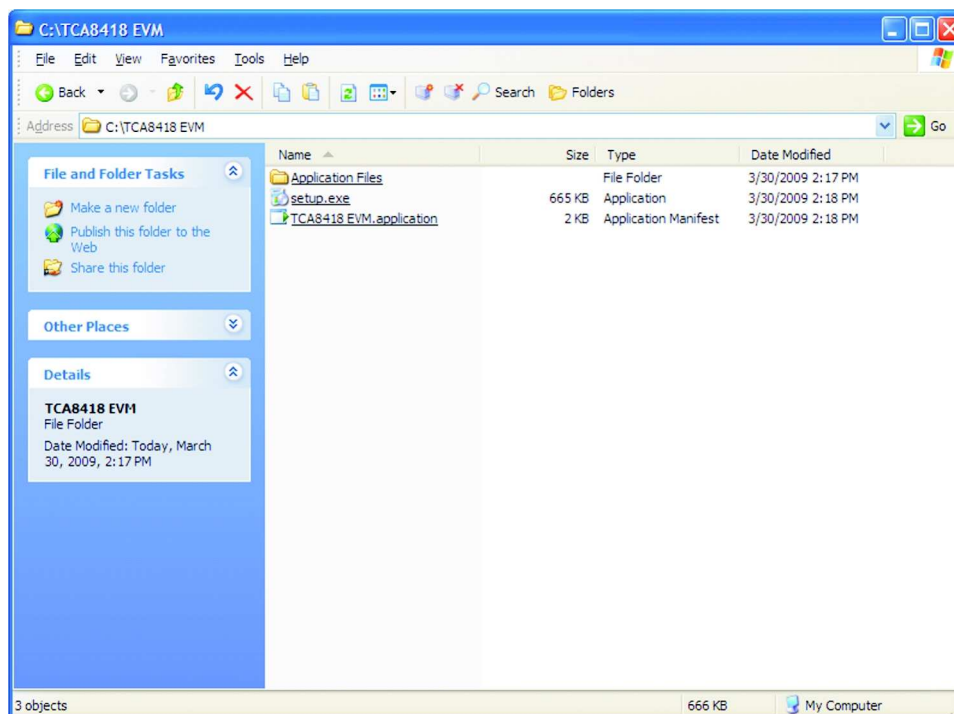 C:\TCA8418 EVM
File Edit View Favorites Tools Help
Back Search Folders
Address C:\TCA8418 EVM Go
File and Folder Tasks
Make a new folder
Publish this folder to the
Web
Share this folder
Other Places
Details
TCA8418 EVM
File Folder
Date Modified: Today, March
30, 2009, 2:17 PM
Name Size Type Date Modified
Application Files File Folder 3/30/2009 2:17 PM
setup.exe 665 KB Application 3/30/2009 2:18 PM
TCA8418 EVM.application 2 KB Application Manifest 3/30/2009 2:18 PM
3 objects 666 KB My Computer